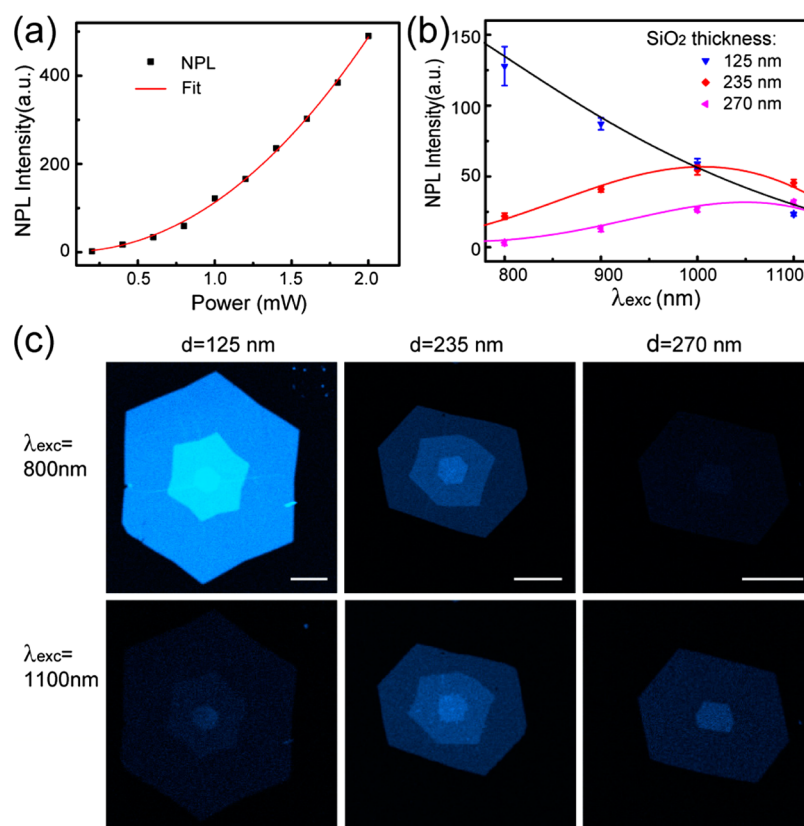 (a)
NPL Intensity(a.u.)
400
200
0
NPL
Fit
0.5
1.0
1.5
2.0
Power (mW)
(b)
NPL Intensity(a.u.)
150
100
50
0
SiO₂ thickness:
125 nm
235 nm
270 nm
800
900
1000
1100
λexc (nm)
(c)
d=125 nm
d=235 nm
d=270 nm
λexc=
800nm
λexc=
1100nm